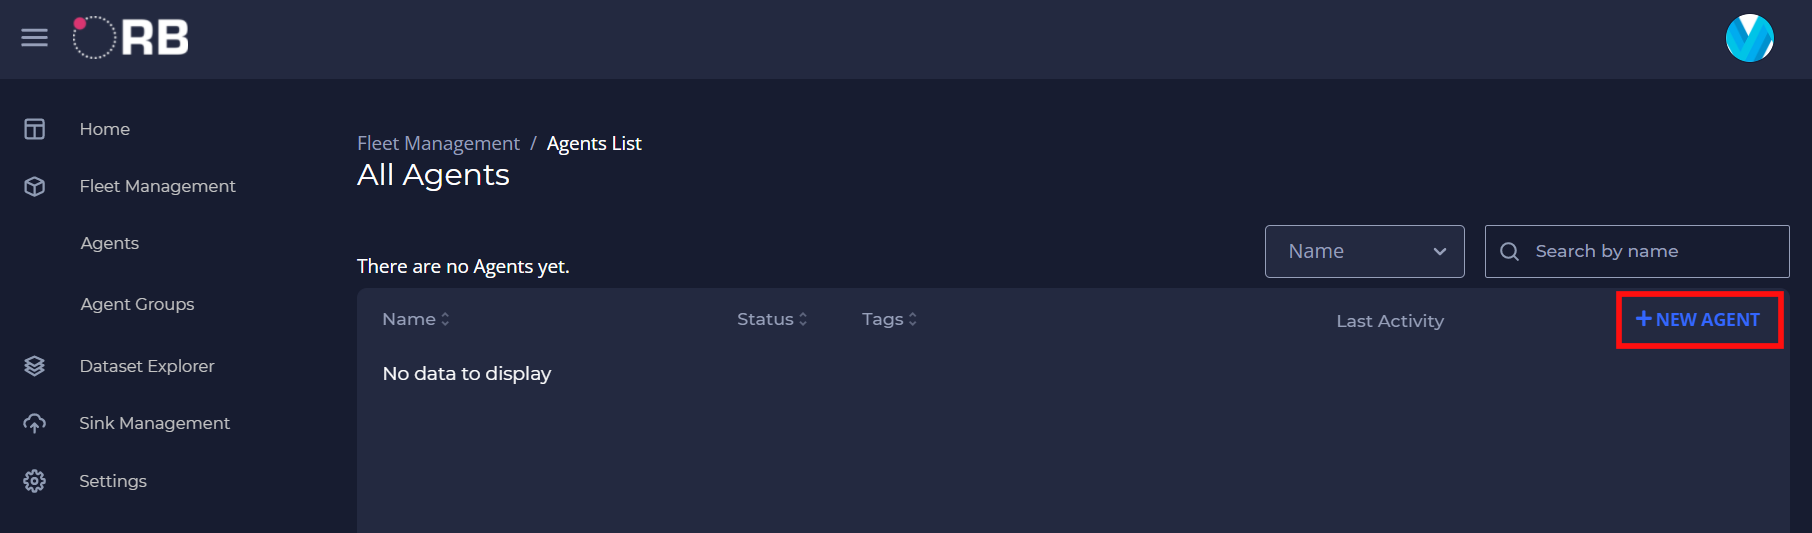 ORB
Home
Fleet Management
Agents
Agent Groups
Dataset Explorer
Sink Management
Settings
Fleet Management / Agents List
All Agents
There are no Agents yet.
Name
Search by name
Name Status Tags Last Activity + NEW AGENT
No data to display